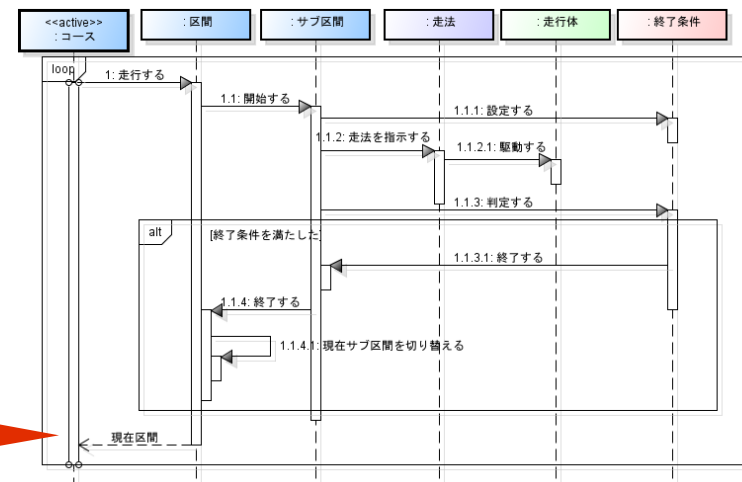 <<active>>
: コース
: 区間
: サブ区間
: 走法
: 走行体
: 終了条件
loop
1: 走行する
1.1: 開始する
1.1.1: 設定する
1.1.2: 走法を指示する
1.1.2.1: 駆動する
1.1.3: 判定する
alt
[終了条件を満たした]
1.1.3.1: 終了する
1.1.4: 終了する
1.1.4.1: 現在サブ区間を切り替える
現在区間